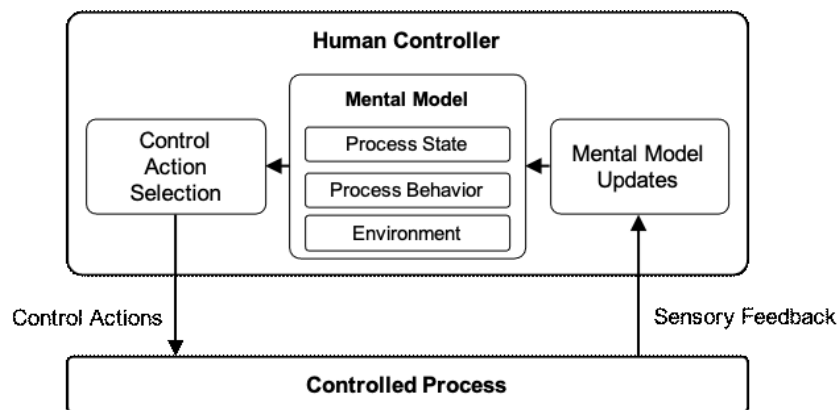 Human Controller
Mental Model
Control
Action
Selection
Process State
Process Behavior
Environment
Mental Model
Updates
Control Actions
Sensory Feedback
Controlled Process